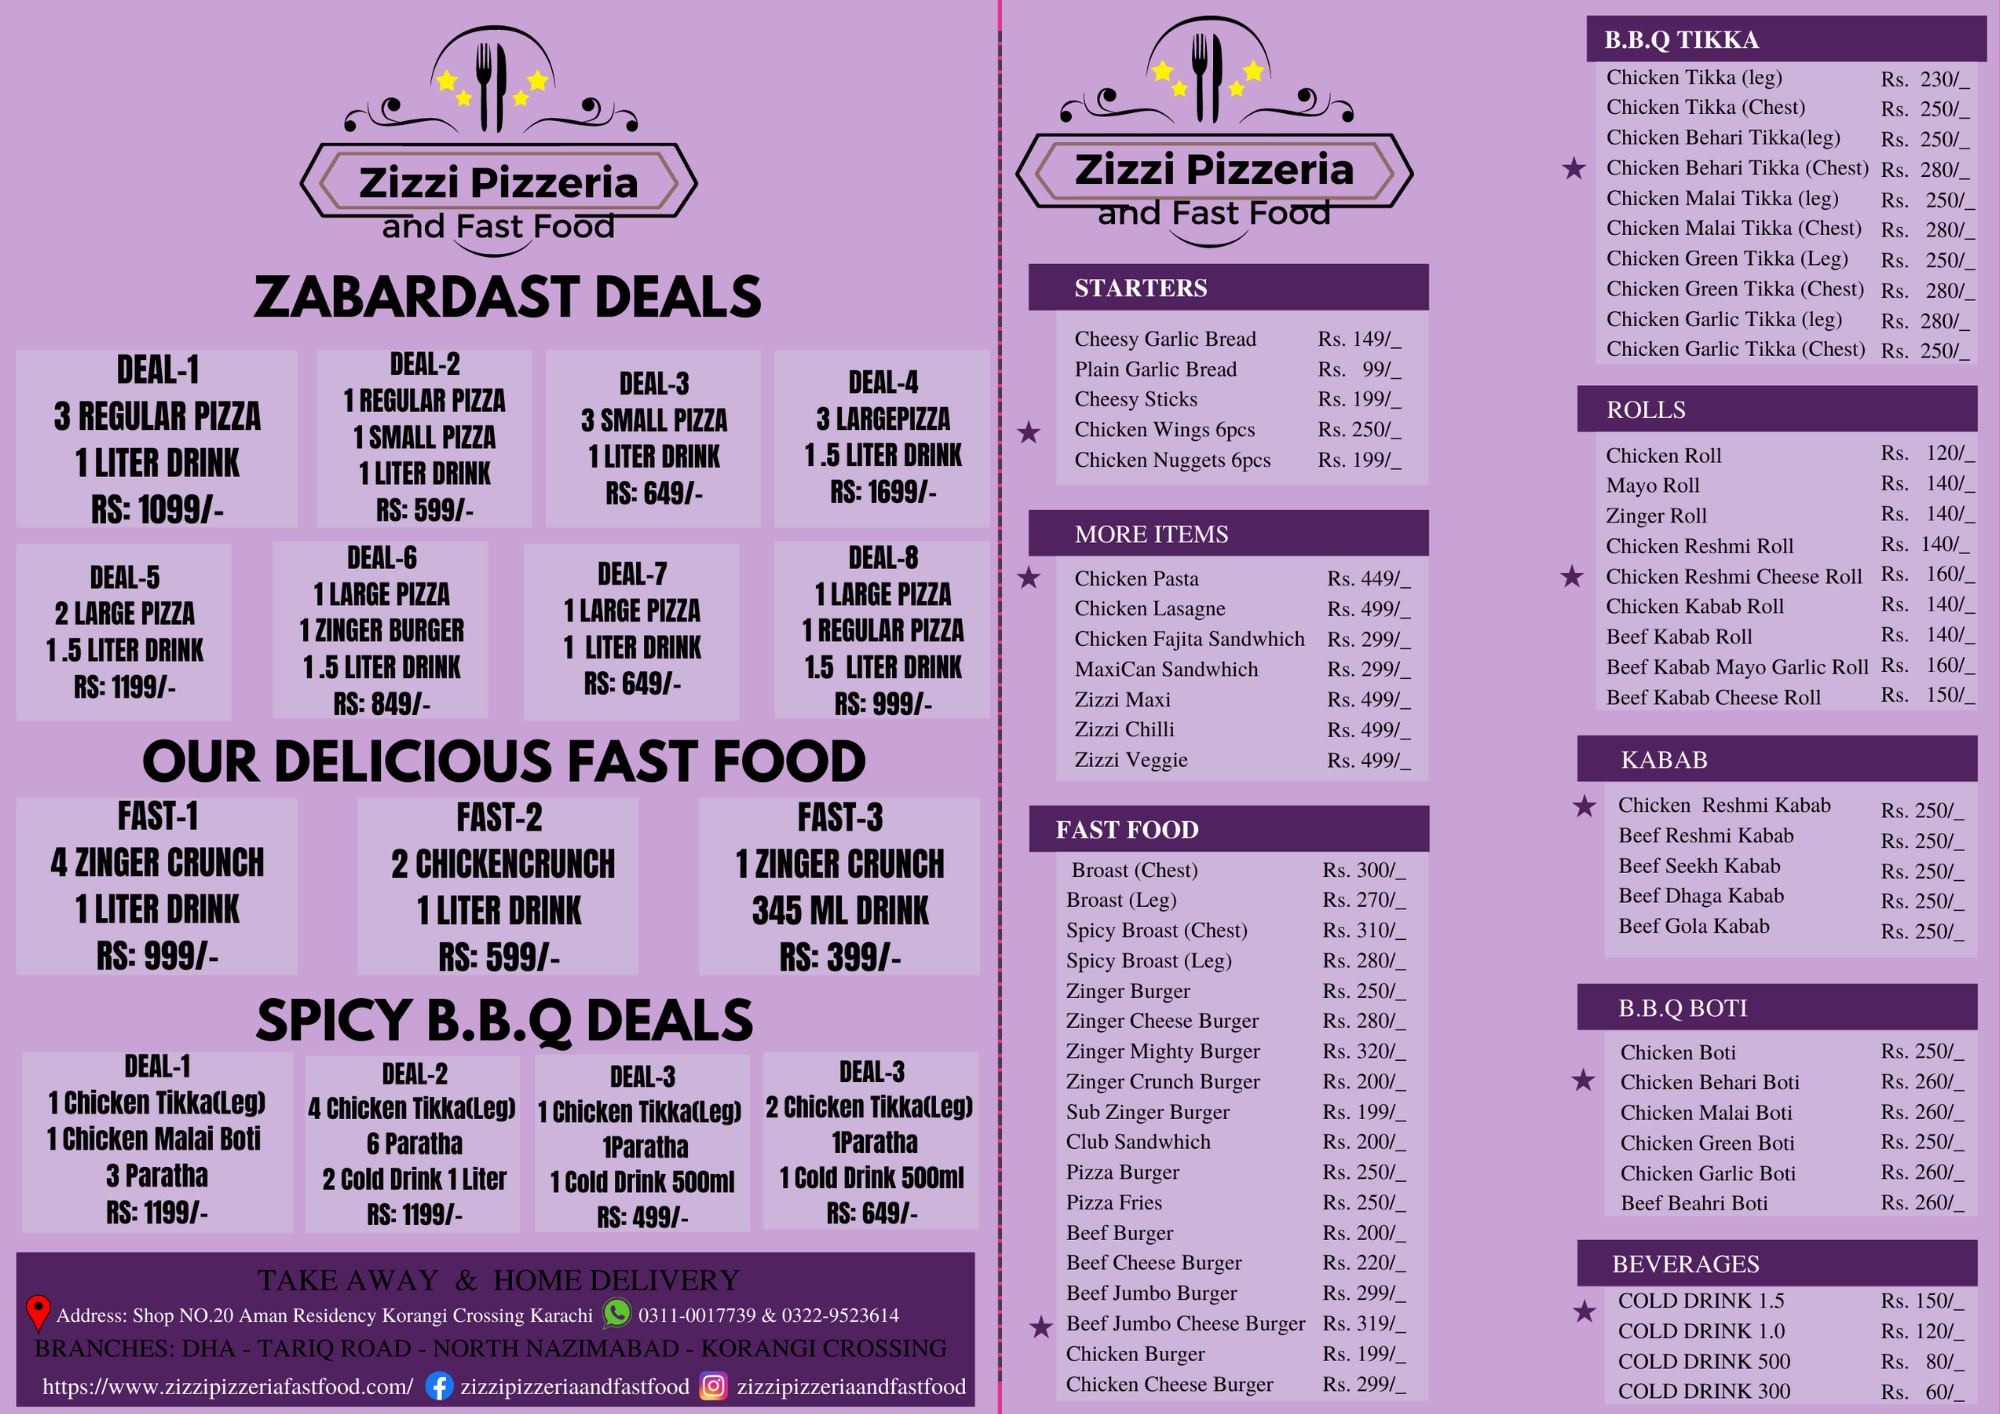 Zizzi Pizzeria
and Fast Food
ZABARDAST DEALS
DEAL-1
3 REGULAR PIZZA
1 LITER DRINK
RS: 1099/-
DEAL-2
1 REGULAR PIZZA
1 SMALL PIZZA
1 LITER DRINK
RS: 599/-
DEAL-3
3 SMALL PIZZA
1 LITER DRINK
RS: 649/-
DEAL-4
3 LARGEPIZZA
1 .5 LITER DRINK
RS: 1699/-
DEAL-5
2 LARGE PIZZA
1 .5 LITER DRINK
RS: 1199/-
DEAL-6
1 LARGE PIZZA
1 ZINGER BURGER
1 .5 LITER DRINK
RS: 849/-
DEAL-7
1 LARGE PIZZA
1 LITER DRINK
RS: 649/-
DEAL-8
1 LARGE PIZZA
1 REGULAR PIZZA
1.5 LITER DRINK
RS: 999/-
OUR DELICIOUS FAST FOOD
FAST-1
4 ZINGER CRUNCH
1 LITER DRINK
RS: 999/-
FAST-2
2 CHICKENCRUNCH
1 LITER DRINK
RS: 599/-
FAST-3
1 ZINGER CRUNCH
345 ML DRINK
RS: 399/-
SPICY B.B.Q DEALS
DEAL-1
1 Chicken Tikka(Leg)
1 Chicken Malai Boti
3 Paratha
RS: 1199/-
DEAL-2
4 Chicken Tikka(Leg)
6 Paratha
2 Cold Drink 1 Liter
RS: 1199/-
DEAL-3
1 Chicken Tikka(Leg)
1Paratha
1 Cold Drink 500ml
RS: 499/-
DEAL-3
2 Chicken Tikka(Leg)
1Paratha
1 Cold Drink 500ml
RS: 649/-
TAKE AWAY & HOME DELIVERY
Address: Shop NO.20 Aman Residency Korangi Crossing Karachi 0311-0017739 & 0322-9523614
BRANCHES: DHA - TARIQ ROAD - NORTH NAZIMABAD - KORANGI CROSSING
https://www.zizzipizzeriafastfood.com/ zizzipizzeriaandfastfood zizzipizzeriaandfastfood
Zizzi Pizzeria
and Fast Food
STARTERS
Cheesy Garlic Bread Rs. 149/_
Plain Garlic Bread Rs. 99/_
Cheesy Sticks Rs. 199/_
Chicken Wings 6pcs Rs. 250/_
Chicken Nuggets 6pcs Rs. 199/_
MORE ITEMS
Chicken Pasta Rs. 449/_
Chicken Lasagne Rs. 499/_
Chicken Fajita Sandwhich Rs. 299/_
MaxiCan Sandwhich Rs. 299/_
Zizzi Maxi Rs. 499/_
Zizzi Chilli Rs. 499/_
Zizzi Veggie Rs. 499/_
FAST FOOD
Broast (Chest) Rs. 300/_
Broast (Leg) Rs. 270/_
Spicy Broast (Chest) Rs. 310/_
Spicy Broast (Leg) Rs. 280/_
Zinger Burger Rs. 250/_
Zinger Cheese Burger Rs. 280/_
Zinger Mighty Burger Rs. 320/_
Zinger Crunch Burger Rs. 200/_
Sub Zinger Burger Rs. 199/_
Club Sandwhich Rs. 200/_
Pizza Burger Rs. 250/_
Pizza Fries Rs. 250/_
Beef Burger Rs. 200/_
Beef Cheese Burger Rs. 220/_
Beef Jumbo Burger Rs. 299/_
Beef Jumbo Cheese Burger Rs. 319/_
Chicken Burger Rs. 199/_
Chicken Cheese Burger Rs. 299/_
B.B.Q TIKKA
Chicken Tikka (leg) Rs. 230/_
Chicken Tikka (Chest) Rs. 250/_
Chicken Behari Tikka(leg) Rs. 250/_
Chicken Behari Tikka (Chest) Rs. 280/_
Chicken Malai Tikka (leg) Rs. 250/_
Chicken Malai Tikka (Chest) Rs. 280/_
Chicken Green Tikka (Leg) Rs. 250/_
Chicken Green Tikka (Chest) Rs. 280/_
Chicken Garlic Tikka (leg) Rs. 280/_
Chicken Garlic Tikka (Chest) Rs. 250/_
ROLLS
Chicken Roll Rs. 120/_
Mayo Roll Rs. 140/_
Zinger Roll Rs. 140/_
Chicken Reshmi Roll Rs. 140/_
Chicken Reshmi Cheese Roll Rs. 160/_
Chicken Kabab Roll Rs. 140/_
Beef Kabab Roll Rs. 140/_
Beef Kabab Mayo Garlic Roll Rs. 160/_
Beef Kabab Cheese Roll Rs. 150/_
KABAB
Chicken Reshmi Kabab Rs. 250/_
Beef Reshmi Kabab Rs. 250/_
Beef Seekh Kabab Rs. 250/_
Beef Dhaga Kabab Rs. 250/_
Beef Gola Kabab Rs. 250/_
B.B.Q BOTI
Chicken Boti Rs. 250/_
Chicken Behari Boti Rs. 260/_
Chicken Malai Boti Rs. 260/_
Chicken Green Boti Rs. 250/_
Chicken Garlic Boti Rs. 260/_
Beef Beahri Boti Rs. 260/_
BEVERAGES
COLD DRINK 1.5 Rs. 150/_
COLD DRINK 1.0 Rs. 120/_
COLD DRINK 500 Rs. 80/_
COLD DRINK 300 Rs. 60/_